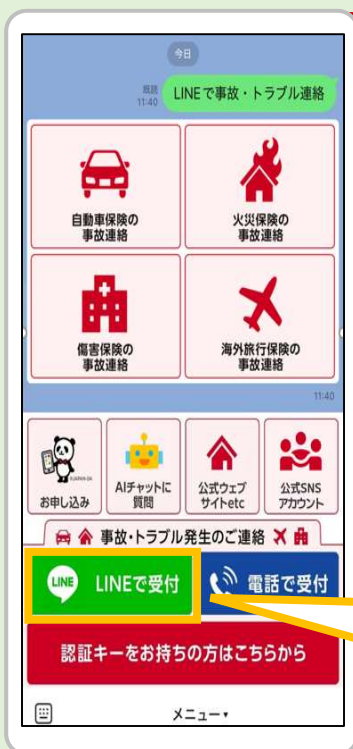 今日
既読
11:40
LINEで事故・トラブル連絡
自動車保険の
事故連絡
火災保険の
事故連絡
傷害保険の
事故連絡
海外旅行保険の
事故連絡
11:40
お申し込み
AIチャットに
質問
公式ウェブ
サイトetc
公式SNS
アカウント
事故・トラブル発生のご連絡
LINE LINEで受付
電話で受付
認証キーをお持ちの方はこちらから
メニュー▾